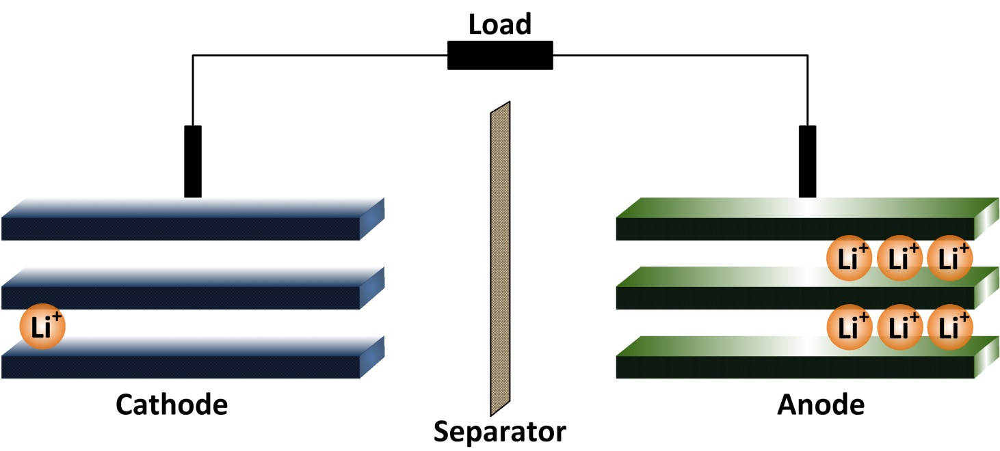 Load
Li⁺ Li⁺ Li⁺
Li⁺ Li⁺ Li⁺ Li⁺
Cathode
Anode
Separator